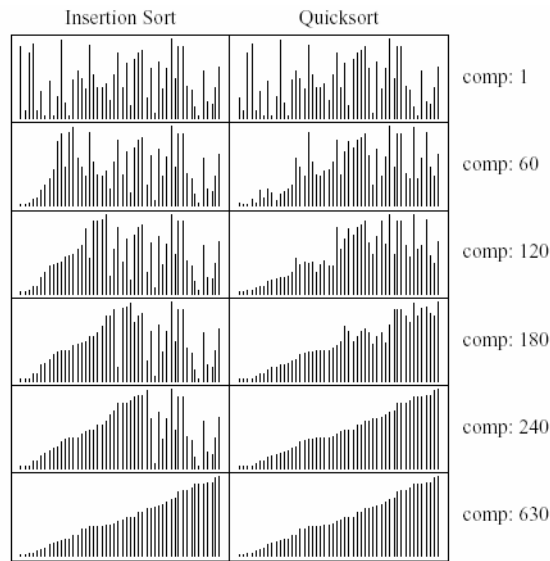 Insertion Sort
Quicksort
comp: 1
comp: 60
comp: 120
comp: 180
comp: 240
comp: 630